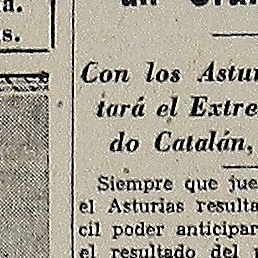 a.
s.
Con los Astur
tará el Extre
do Catalán,
Siempre que jue
el Asturias resulta
cil poder anticipar
el resultado del